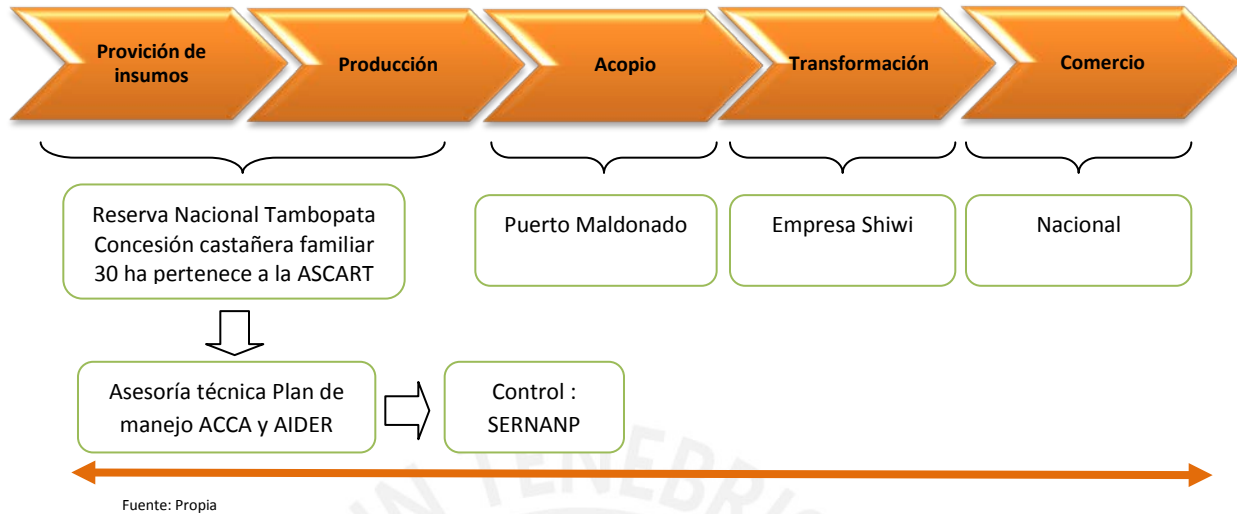 Provición de
insumos
Producción
Acopio
Transformación
Comercio
Reserva Nacional Tambopata
Concesión castañera familiar
30 ha pertenece a la ASCART
Puerto Maldonado
Empresa Shiwi
Nacional
Asesoría técnica Plan de
manejo ACCA y AIDER
Control :
SERNANP
Fuente: Propia